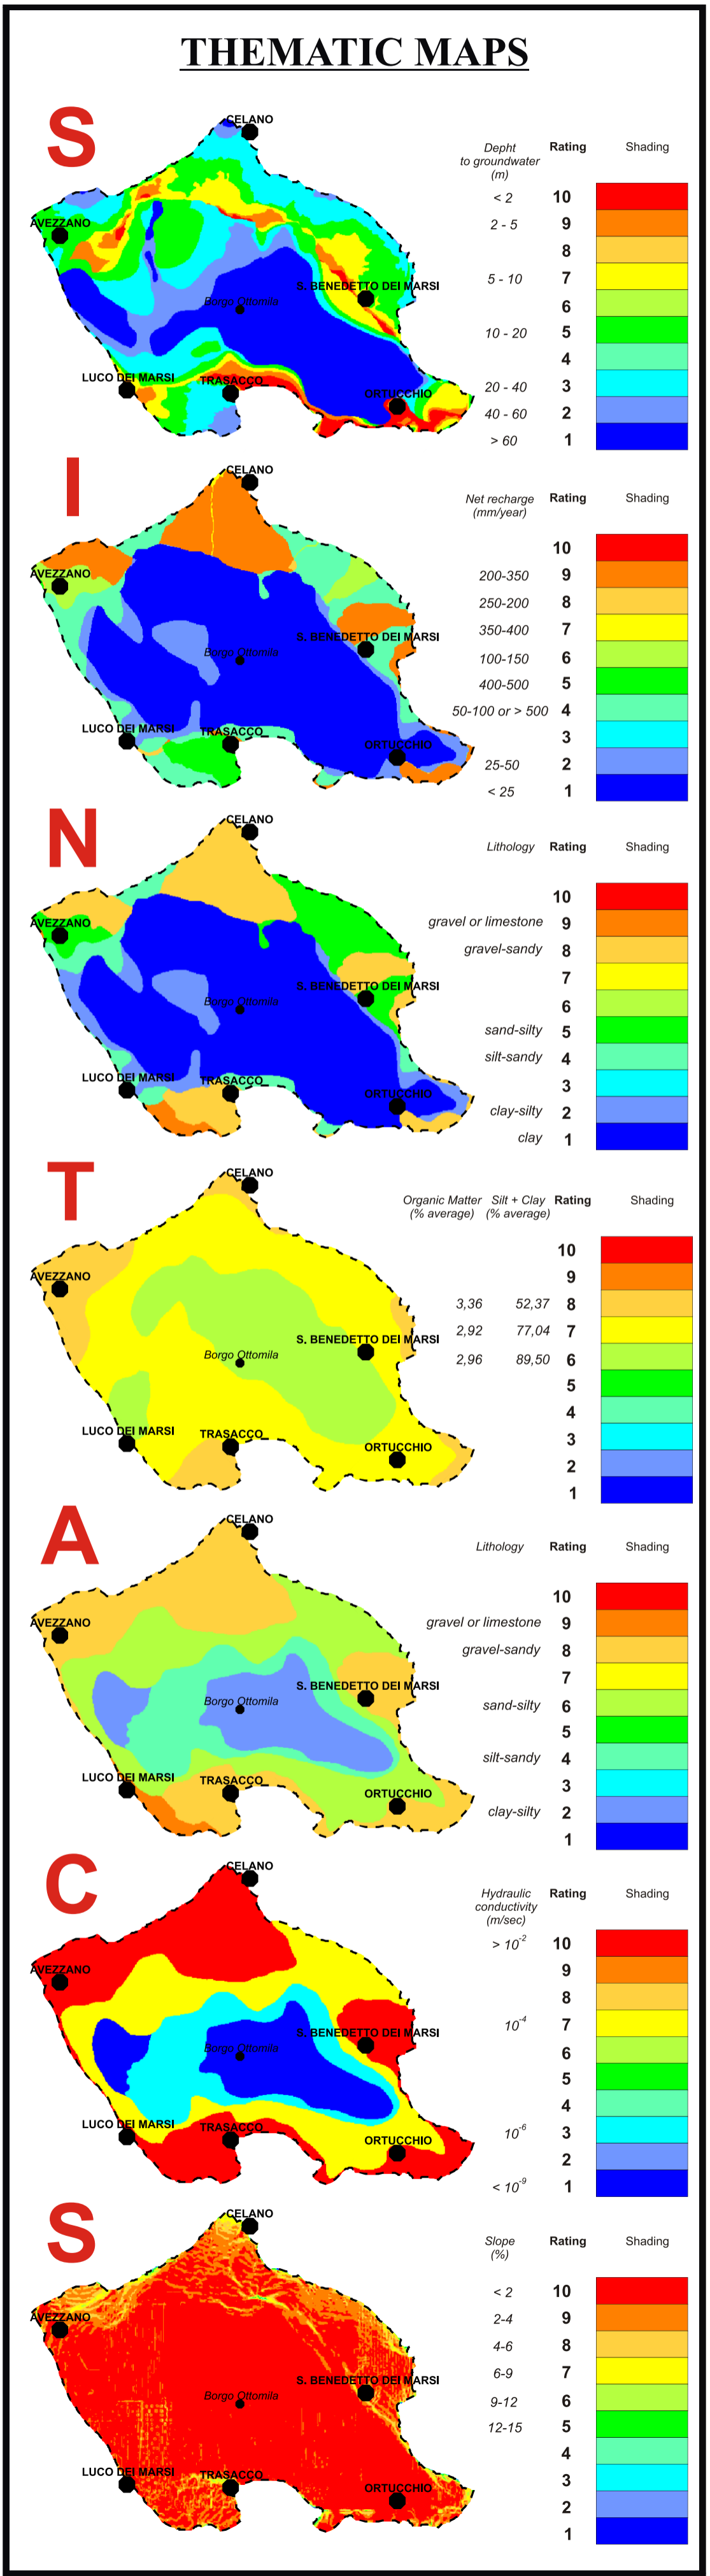 THEMATIC MAPS
S
CELANO
AVEZZANO
S. BENEDETTO DEI MARSI
Borgo Ottomila
LUCO DEI MARSI
TRASACCO
ORTUCCHIO
Depht
to groundwater
(m)
Rating
Shading
< 2 10
2 - 5 9
8
5 - 10 7
6
10 - 20 5
4
20 - 40 3
40 - 60 2
> 60 1
I
CELANO
AVEZZANO
S. BENEDETTO DEI MARSI
Borgo Ottomila
LUCO DEI MARSI
TRASACCO
ORTUCCHIO
Net recharge
(mm/year)
Rating
Shading
10
200-350 9
250-200 8
350-400 7
100-150 6
400-500 5
50-100 or > 500 4
3
25-50 2
< 25 1
N
CELANO
AVEZZANO
S. BENEDETTO DEI MARSI
Borgo Ottomila
LUCO DEI MARSI
TRASACCO
ORTUCCHIO
Lithology Rating Shading
10
gravel or limestone 9
gravel-sandy 8
7
6
sand-silty 5
silt-sandy 4
3
clay-silty 2
clay 1
T
CELANO
AVEZZANO
S. BENEDETTO DEI MARSI
Borgo Ottomila
LUCO DEI MARSI
TRASACCO
ORTUCCHIO
Organic Matter Silt + Clay Rating Shading
(% average) (% average)
10
9
3,36 52,37 8
2,92 77,04 7
2,96 89,50 6
5
4
3
2
1
A
CELANO
AVEZZANO
S. BENEDETTO DEI MARSI
Borgo Ottomila
LUCO DEI MARSI
TRASACCO
ORTUCCHIO
Lithology Rating Shading
10
gravel or limestone 9
gravel-sandy 8
7
sand-silty 6
5
silt-sandy 4
3
clay-silty 2
1
C
CELANO
AVEZZANO
S. BENEDETTO DEI MARSI
Borgo Ottomila
LUCO DEI MARSI
TRASACCO
ORTUCCHIO
Hydraulic
conductivity
(m/sec)
Rating
Shading
> 10⁻² 10
9
8
10⁻⁴ 7
6
5
4
10⁻⁶ 3
2
< 10⁻⁹ 1
S
CELANO
AVEZZANO
S. BENEDETTO DEI MARSI
Borgo Ottomila
LUCO DEI MARSI
TRASACCO
ORTUCCHIO
Slope
(%)
Rating
Shading
< 2 10
2-4 9
4-6 8
6-9 7
9-12 6
12-15 5
4
3
2
1